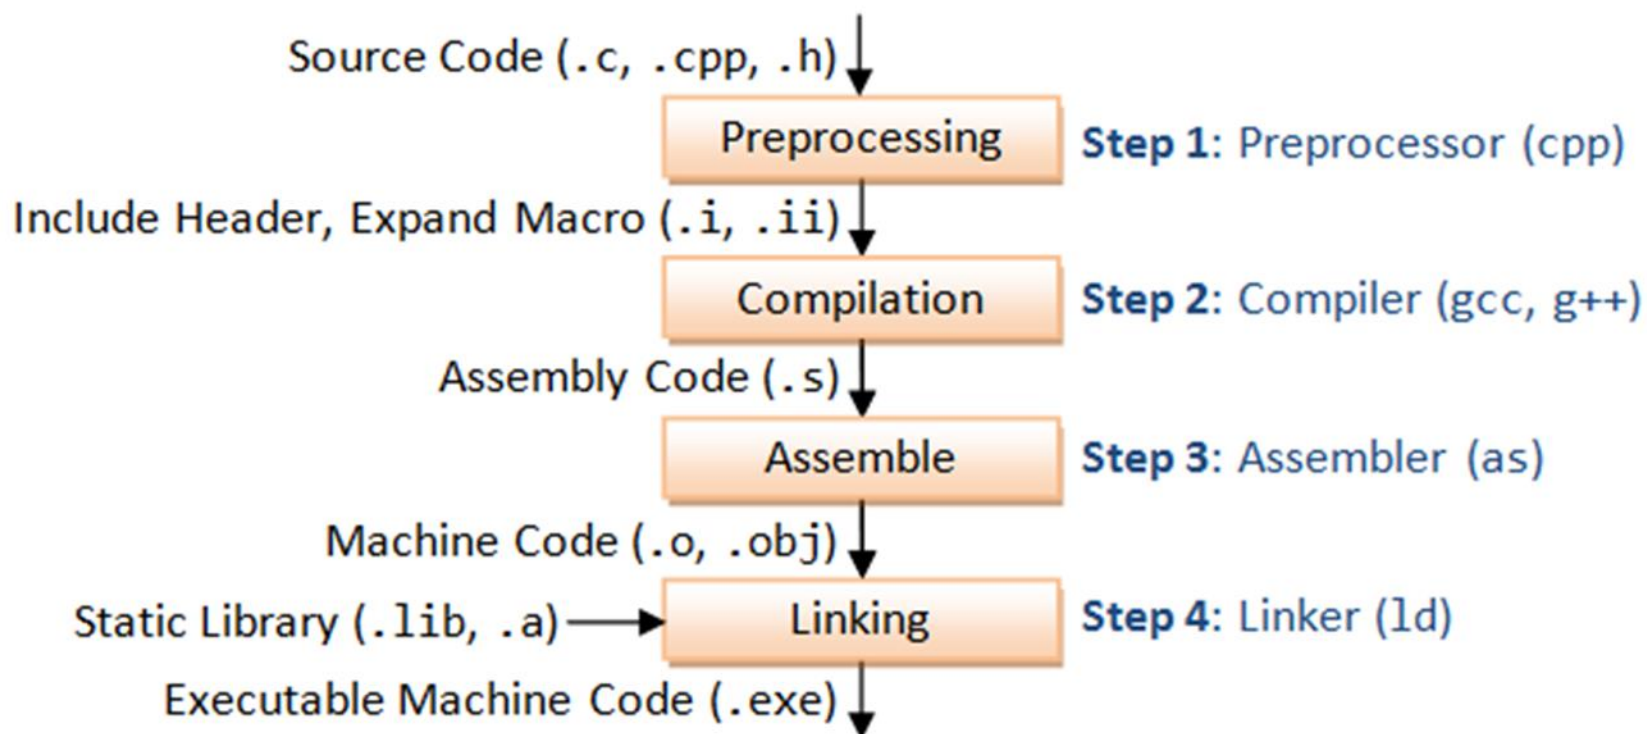 Source Code (.c, .cpp, .h)
Preprocessing
Step 1: Preprocessor (cpp)
Include Header, Expand Macro (.i, .ii)
Compilation
Step 2: Compiler (gcc, g++)
Assembly Code (.s)
Assemble
Step 3: Assembler (as)
Machine Code (.o, .obj)
Static Library (.lib, .a)
Linking
Step 4: Linker (ld)
Executable Machine Code (.exe)